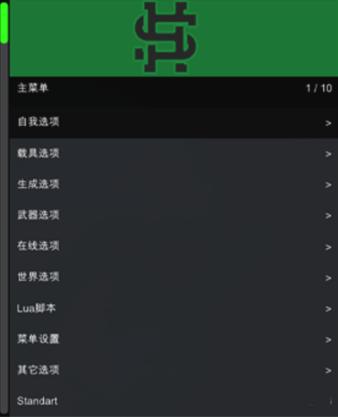 主菜单 1 / 10
自我选项 >
载具选项 >
生成选项 >
武器选项 >
在线选项 >
世界选项 >
Lua脚本 >
菜单设置 >
其它选项 >
Standart